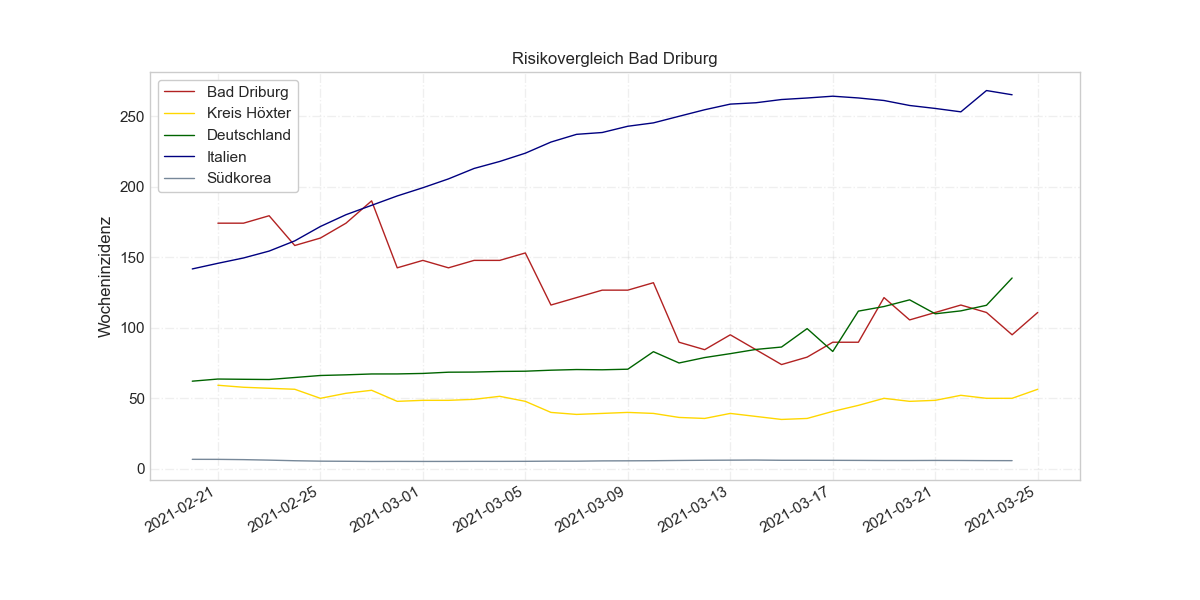 Risikovergleich Bad Driburg
Bad Driburg
Kreis Höxter
Deutschland
Italien
Südkorea
Wocheninzidenz
250
200
150
100
50
0
2021-02-21
2021-02-25
2021-03-01
2021-03-05
2021-03-09
2021-03-13
2021-03-17
2021-03-21
2021-03-25